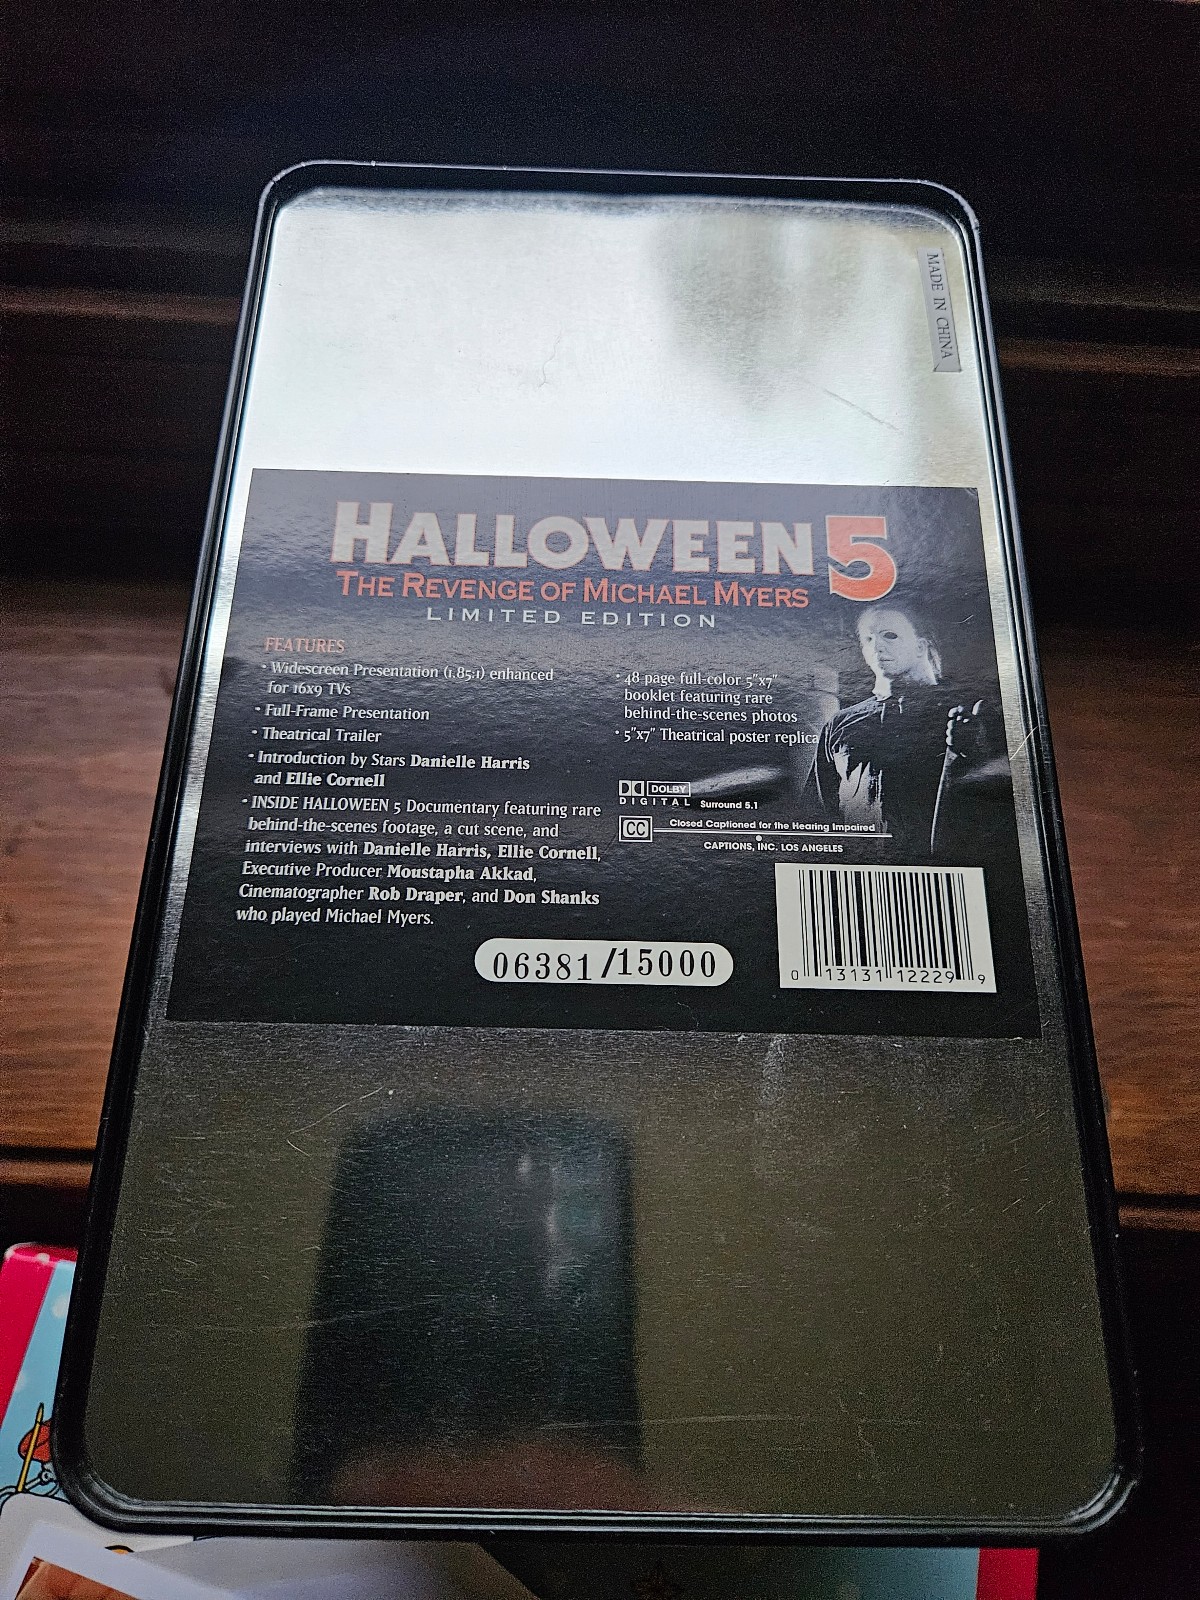 MADE IN CHINA
HALLOWEEN 5
THE REVENGE OF MICHAEL MYERS
LIMITED EDITION
FEATURES
• Widescreen Presentation (1.85:1) enhanced
for 16x9 TVs
• Full-Frame Presentation
• Theatrical Trailer
• Introduction by Stars Danielle Harris
and Ellie Cornell
• INSIDE HALLOWEEN 5 Documentary featuring rare
behind-the-scenes footage, a cut scene, and
interviews with Danielle Harris, Ellie Cornell,
Executive Producer Moustapha Akkad,
Cinematographer Rob Draper, and Don Shanks
who played Michael Myers.
• 48-page full-color 5"x7"
booklet featuring rare
behind-the-scenes photos
• 5"x7" Theatrical poster replica
DOLBY
DIGITAL Surround 5.1
CC Closed Captioned for the Hearing Impaired
CAPTIONS, INC. LOS ANGELES
06381/15000
0 13131 12229 9